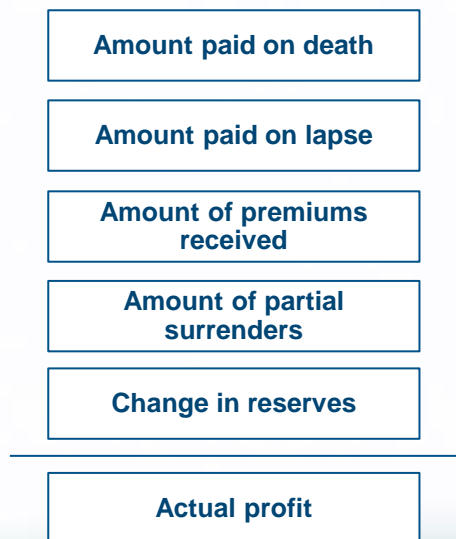 Amount paid on death
Amount paid on lapse
Amount of premiums
received
Amount of partial
surrenders
Change in reserves
Actual profit